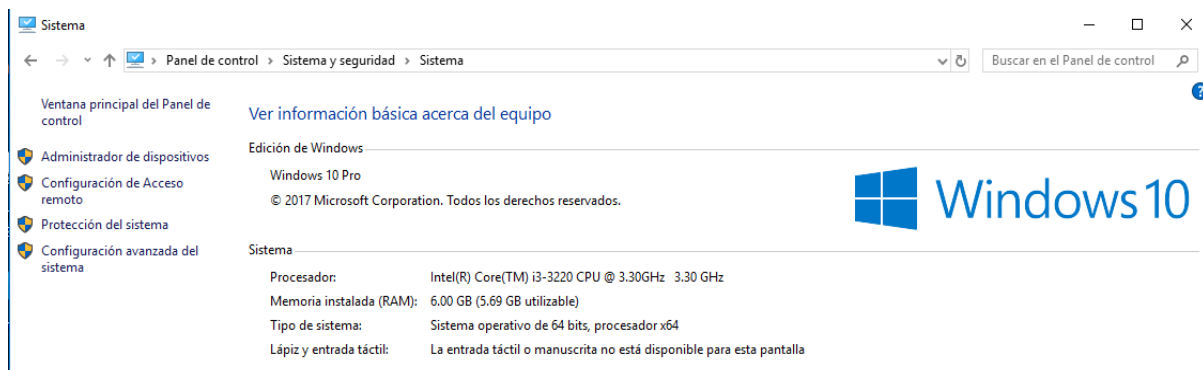 Sistema
Panel de control > Sistema y seguridad > Sistema
Buscar en el Panel de control
Ventana principal del Panel de
control
Administrador de dispositivos
Configuración de Acceso
remoto
Protección del sistema
Configuración avanzada del
sistema
Ver información básica acerca del equipo
Edición de Windows
Windows 10 Pro
© 2017 Microsoft Corporation. Todos los derechos reservados.
Windows 10
Sistema
Procesador: Intel(R) Core(TM) i3-3220 CPU @ 3.30GHz 3.30 GHz
Memoria instalada (RAM): 6.00 GB (5.69 GB utilizable)
Tipo de sistema: Sistema operativo de 64 bits, procesador x64
Lápiz y entrada táctil: La entrada táctil o manuscrita no está disponible para esta pantalla